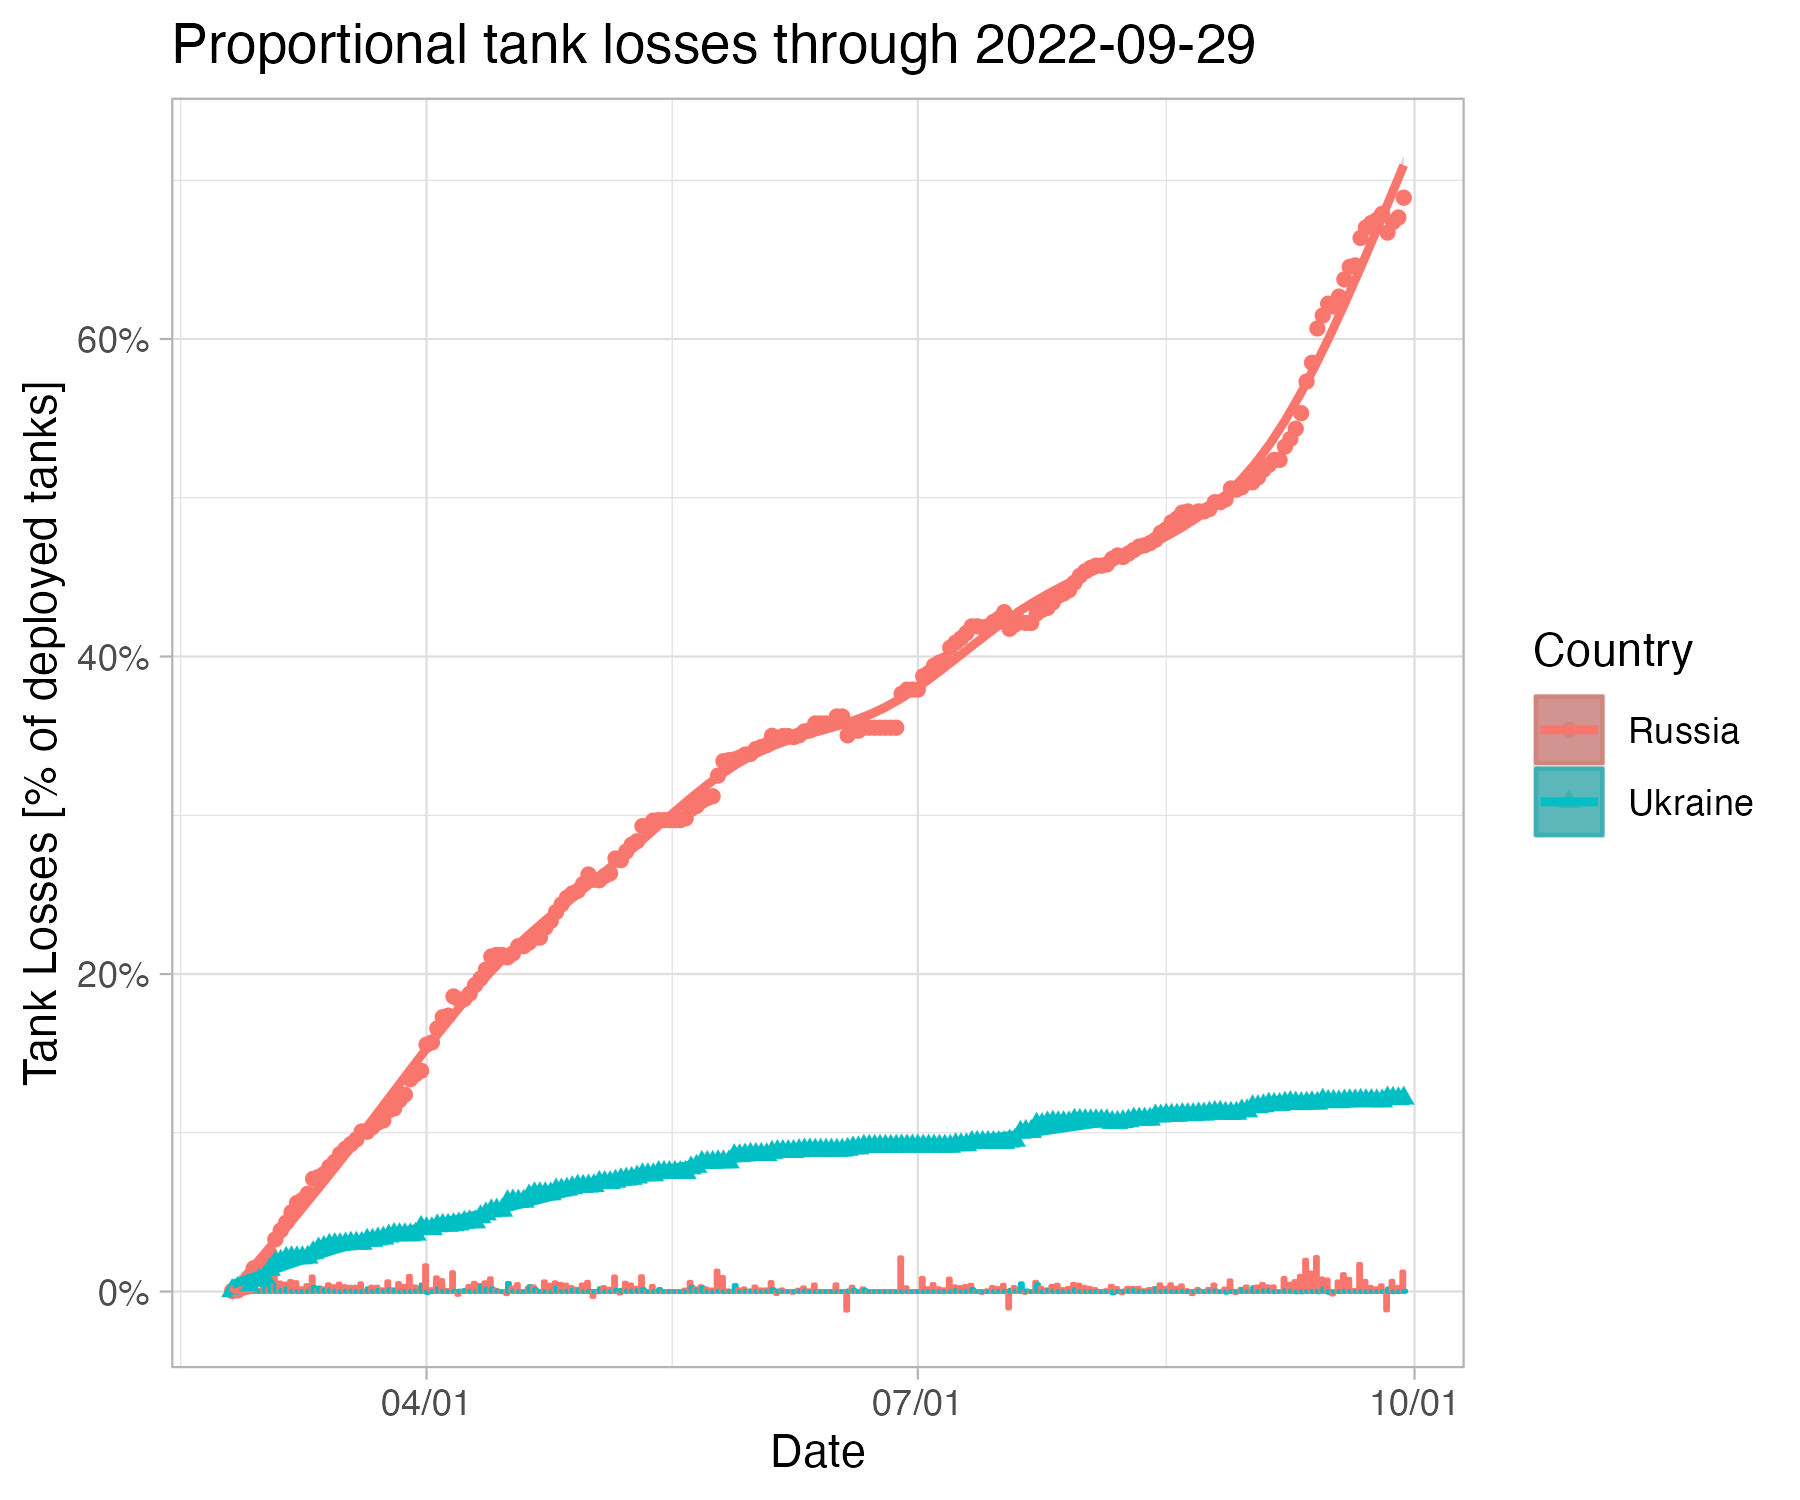 Proportional tank losses through 2022-09-29
Tank Losses [% of deployed tanks]
60%
40%
20%
0%
04/01
07/01
10/01
Date
Country
Russia
Ukraine